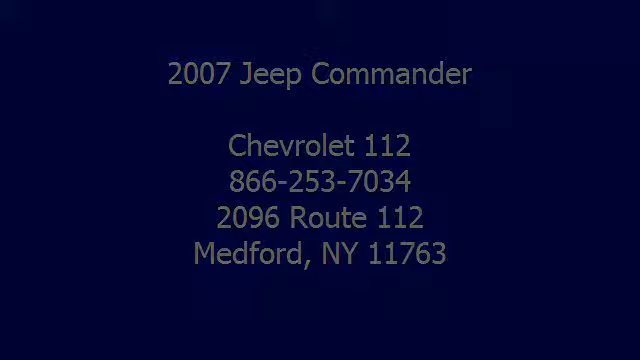 2007 Jeep Commander
Chevrolet 112
866-253-7034
2096 Route 112
Medford, NY 11763